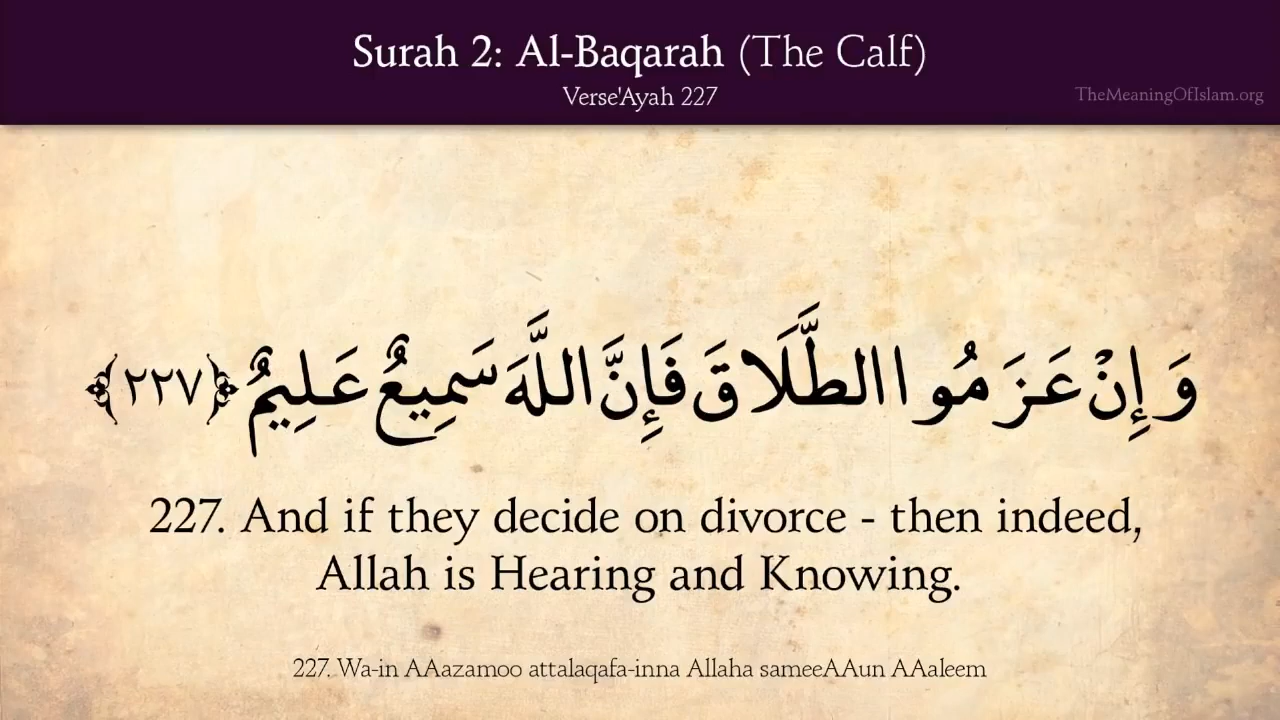 Surah 2: Al-Baqarah (The Calf)
Verse'Ayah 227
TheMeaningOfIslam.org
وَإِنْ عَزَمُوا الطَّلَاقَ فَإِنَّ اللَّهَ سَمِيعٌ عَلِيمٌ ﴿٢٢٧﴾
227. And if they decide on divorce - then indeed,
Allah is Hearing and Knowing.
227. Wa-in AAazamoo attalaqafa-inna Allaha sameeAAun AAaleem